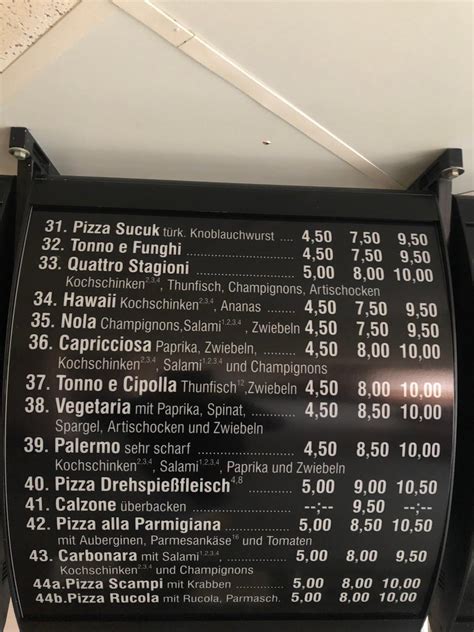 31. Pizza Sucuk türk. Knoblauchwurst .... 4,50 7,50 9,50
32. Tonno e Funghi ........................ 4,50 7,50 9,50
33. Quattro Stagioni ...................... 5,00 8,00 10,00
Kochschinken2,3,4, Thunfisch, Champignons, Artischocken
34. Hawaii Kochschinken2,3,4, Ananas ....... 4,50 7,50 9,50
35. Nola Champignons,Salami1,2,3,4 , Zwiebeln 4,50 7,50 9,50
36. Capricciosa Paprika, Zwiebeln, ......... 4,50 8,00 10,00
Kochschinken2,3,4, Salami1,2,3,4 und Champignons
37. Tonno e Cipolla Thunfisch12,Zwiebeln 4,50 8,00 10,00
38. Vegetaria mit Paprika, Spinat, ............ 4,50 8,50 10,00
Spargel, Artischocken und Zwiebeln
39. Palermo sehr scharf ................... 4,50 8,50 10,00
Kochschinken2,3,4, Salami1,2,3,4, Paprika und Zwiebeln
40. Pizza Drehspießfleisch4,8 ............ 5,00 9,00 10,50
41. Calzone überbacken .................. --;-- 9,50 --;--
42. Pizza alla Parmigiana .............. 5,00 8,50 10,50
mit Auberginen, Parmesankäse16 und Tomaten
43. Carbonara mit Salami1,2,3,4, ............ 5,00 8,00 9,50
Kochschinken2,3,4 und Champignons
44a.Pizza Scampi mit Krabben ......... 5,00 8,00 10,00
44b.Pizza Rucola mit Rucola, Parmasch. 5,00 8,50 10,00